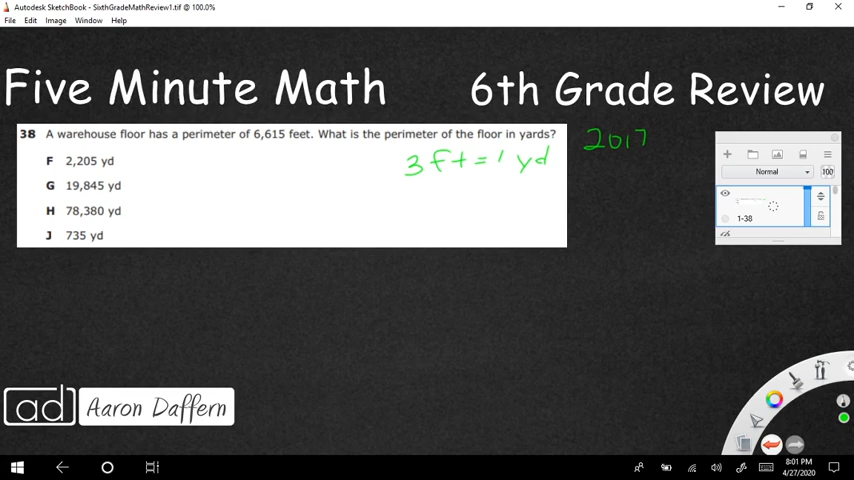 Autodesk SketchBook - SixthGradeMathReview1.tif @ 100.0%
File Edit Image Window Help
Five Minute Math 6th Grade Review
38 A warehouse floor has a perimeter of 6,615 feet. What is the perimeter of the floor in yards?
2017
3 ft = 1 yd
F 2,205 yd
G 19,845 yd
H 78,380 yd
J 735 yd
Normal 100
1-38
ad Aaron Daffern
8:01 PM
4/27/2020